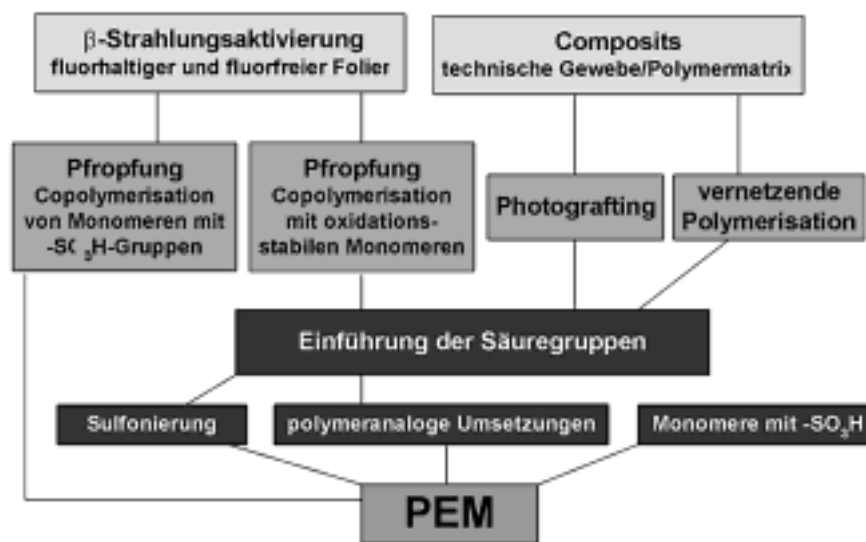 β-Strahlungsaktivierung
fluorhaltiger und fluorfreier Folien
Composits
technische Gewebe/Polymermatrix
Pfropfung
Copolymerisation
von Monomeren mit
-SO₃H-Gruppen
Pfropfung
Copolymerisation
mit oxidations-
stabilen Monomeren
Photografting
vernetzende
Polymerisation
Einführung der Säuregruppen
Sulfonierung
polymeranaloge Umsetzungen
Monomere mit -SO₃H
PEM